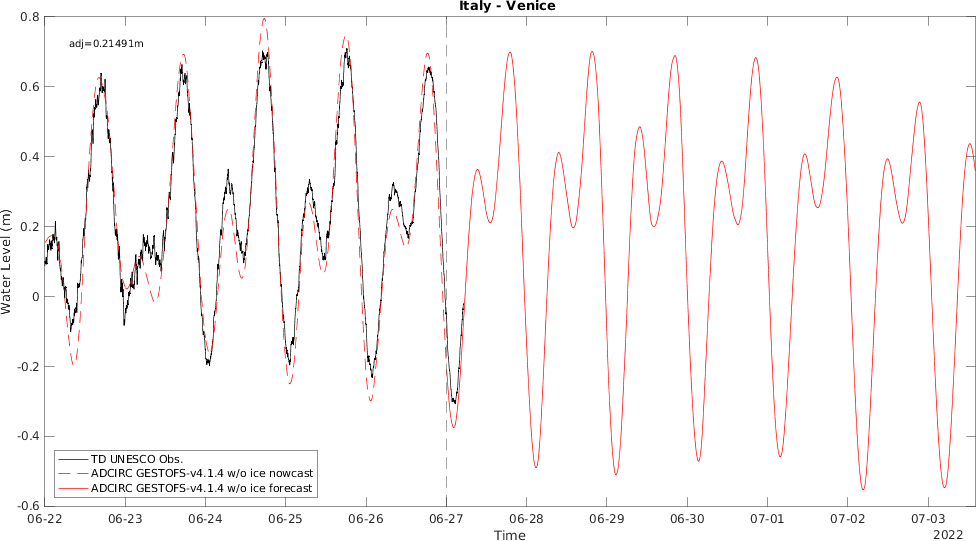 Italy - Venice
adj=0.21491m
Water Level (m)
0.8
0.6
0.4
0.2
0
-0.2
-0.4
-0.6
TD UNESCO Obs.
ADCIRC GESTOFS-v4.1.4 w/o ice nowcast
ADCIRC GESTOFS-v4.1.4 w/o ice forecast
06-22 06-23 06-24 06-25 06-26 06-27 06-28 06-29 06-30 07-01 07-02 07-03
Time
2022